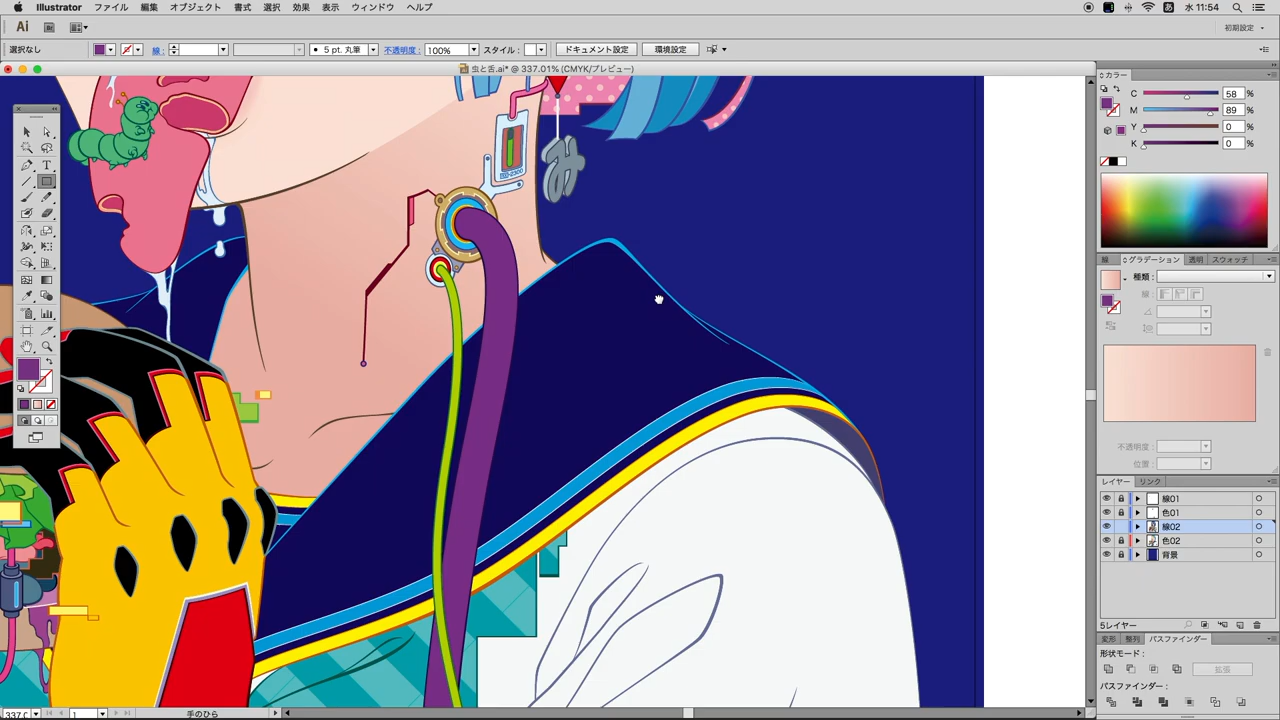 Illustrator ファイル 編集 オブジェクト 書式 選択 効果 表示 ウィンドウ ヘルプ 水 11:54
Ai Br 初期設定
選択なし 線: 5 pt. 丸筆 不透明度: 100% スタイル: ドキュメント設定 環境設定
虫と舌.ai* @ 337.01% (CMYK/プレビュー)
カラー
C 58 %
M 89 %
Y 0 %
K 0 %
線 グラデーション 透明 スウォッチ
種類:
線:
不透明度:
位置:
レイヤー リンク
線01
色01
線02
色02
背景
5レイヤー
変形 整列 パスファインダー
形状モード:
拡張
パスファインダー:
337.0 1 手のひら